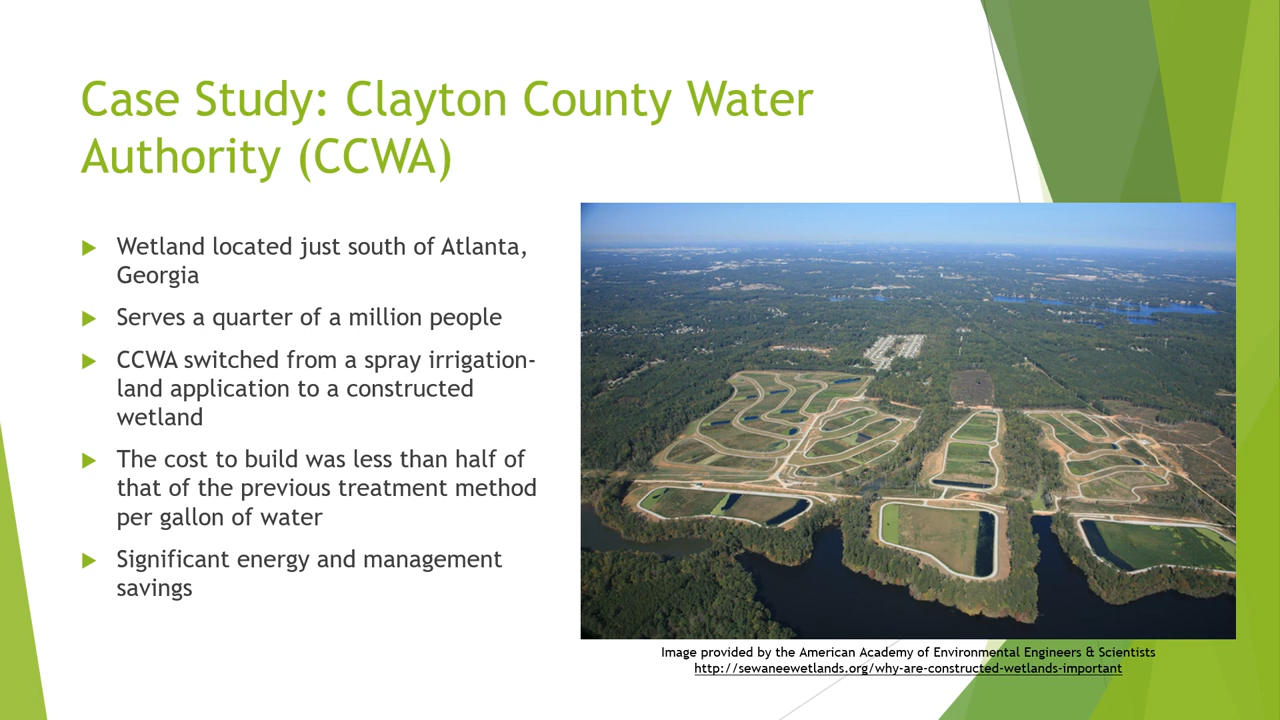 Case Study: Clayton County Water
Authority (CCWA)
Wetland located just south of Atlanta,
Georgia
Serves a quarter of a million people
CCWA switched from a spray irrigation-
land application to a constructed
wetland
The cost to build was less than half of
that of the previous treatment method
per gallon of water
Significant energy and management
savings
Image provided by the American Academy of Environmental Engineers & Scientists
http://sewaneewetlands.org/why-are-constructed-wetlands-important